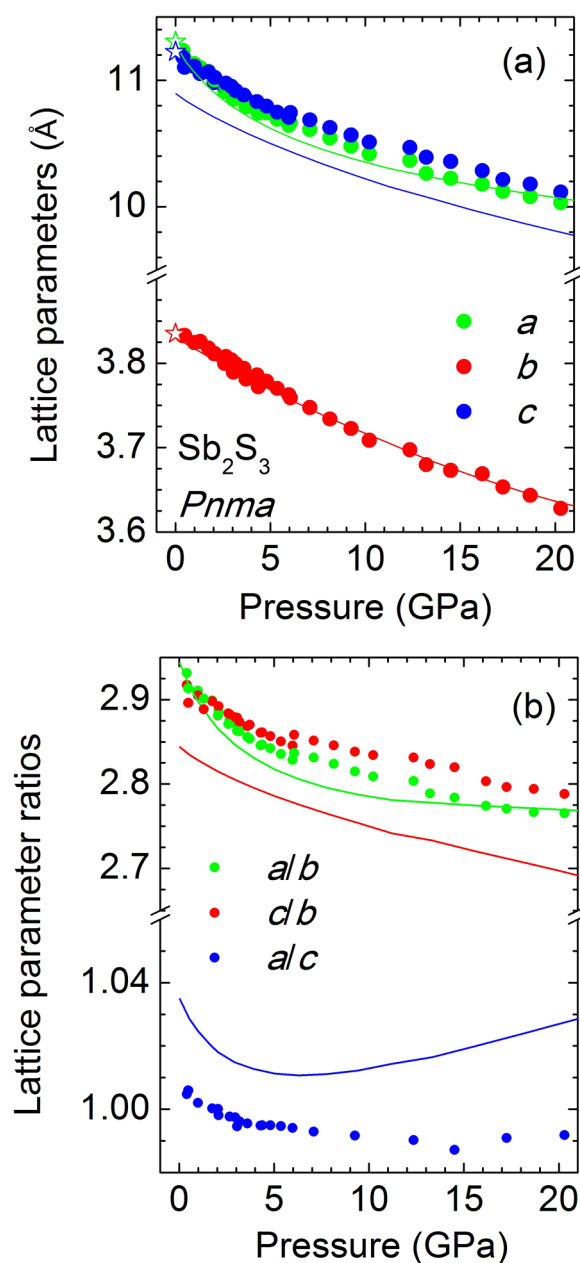 (a)
Lattice parameters (Å)
11
10
3.8
3.7
3.6
a
b
c
Sb₂S₃
Pnma
0 5 10 15 20
Pressure (GPa)
(b)
Lattice parameter ratios
2.9
2.8
2.7
1.04
1.00
a/b
c/b
a/c
0 5 10 15 20
Pressure (GPa)